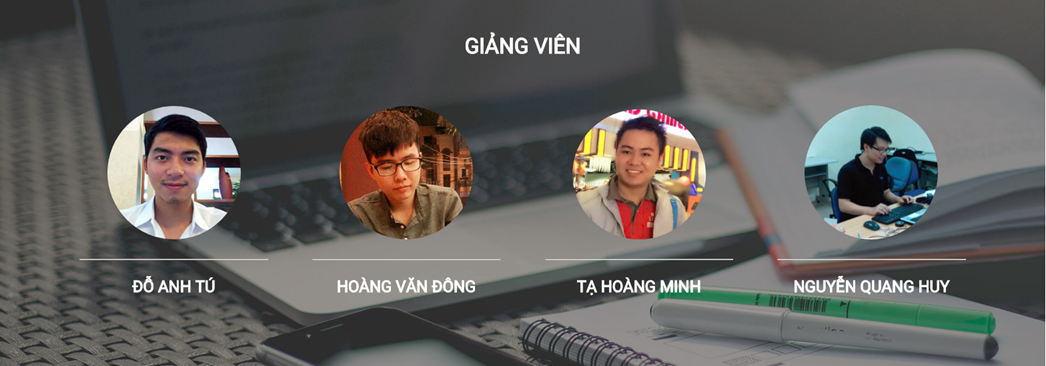 GIẢNG VIÊN
ĐỖ ANH TÚ
HOÀNG VĂN ĐÔNG
TẠ HOÀNG MINH
NGUYỄN QUANG HUY